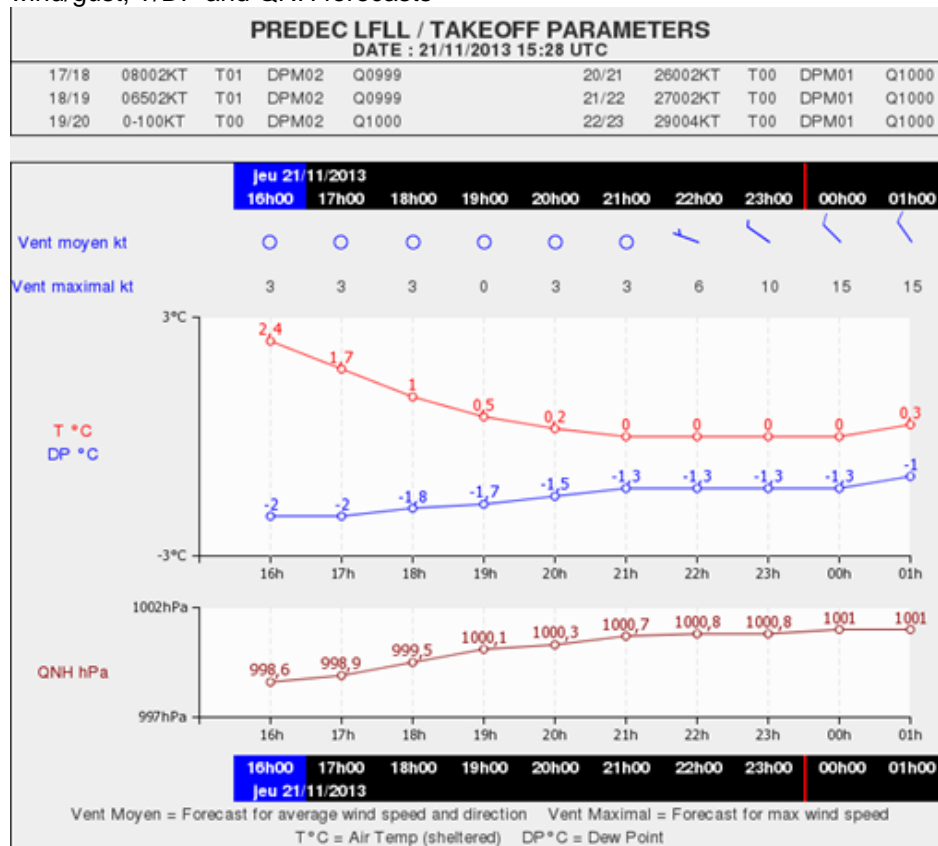 wind/gust, T/DP and QNH forecasts
PREDEC LFLL / TAKEOFF PARAMETERS
DATE : 21/11/2013 15:28 UTC
17/18 08002KT T01 DPM02 Q0999 20/21 26002KT T00 DPM01 Q1000
18/19 06502KT T01 DPM02 Q0999 21/22 27002KT T00 DPM01 Q1000
19/20 0-100KT T00 DPM02 Q1000 22/23 29004KT T00 DPM01 Q1000
jeu 21/11/2013
16h00 17h00 18h00 19h00 20h00 21h00 22h00 23h00 00h00 01h00
Vent moyen kt
Vent maximal kt 3 3 3 0 3 3 6 10 15 15
3°C
2,4 1,7 1 0,5 0,2 0 0 0 0 0,3
T °C
DP °C
-2 -2 -1,8 -1,7 -1,5 -1,3 -1,3 -1,3 -1,3 -1
-3°C
16h 17h 18h 19h 20h 21h 22h 23h 00h 01h
1002hPa
998,6 998,9 999,5 1000,1 1000,3 1000,7 1000,8 1000,8 1001 1001
QNH hPa
997hPa
16h 17h 18h 19h 20h 21h 22h 23h 00h 01h
16h00 17h00 18h00 19h00 20h00 21h00 22h00 23h00 00h00 01h00
jeu 21/11/2013
Vent Moyen = Forecast for average wind speed and direction Vent Maximal = Forecast for max wind speed
T°C = Air Temp (sheltered) DP°C = Dew Point